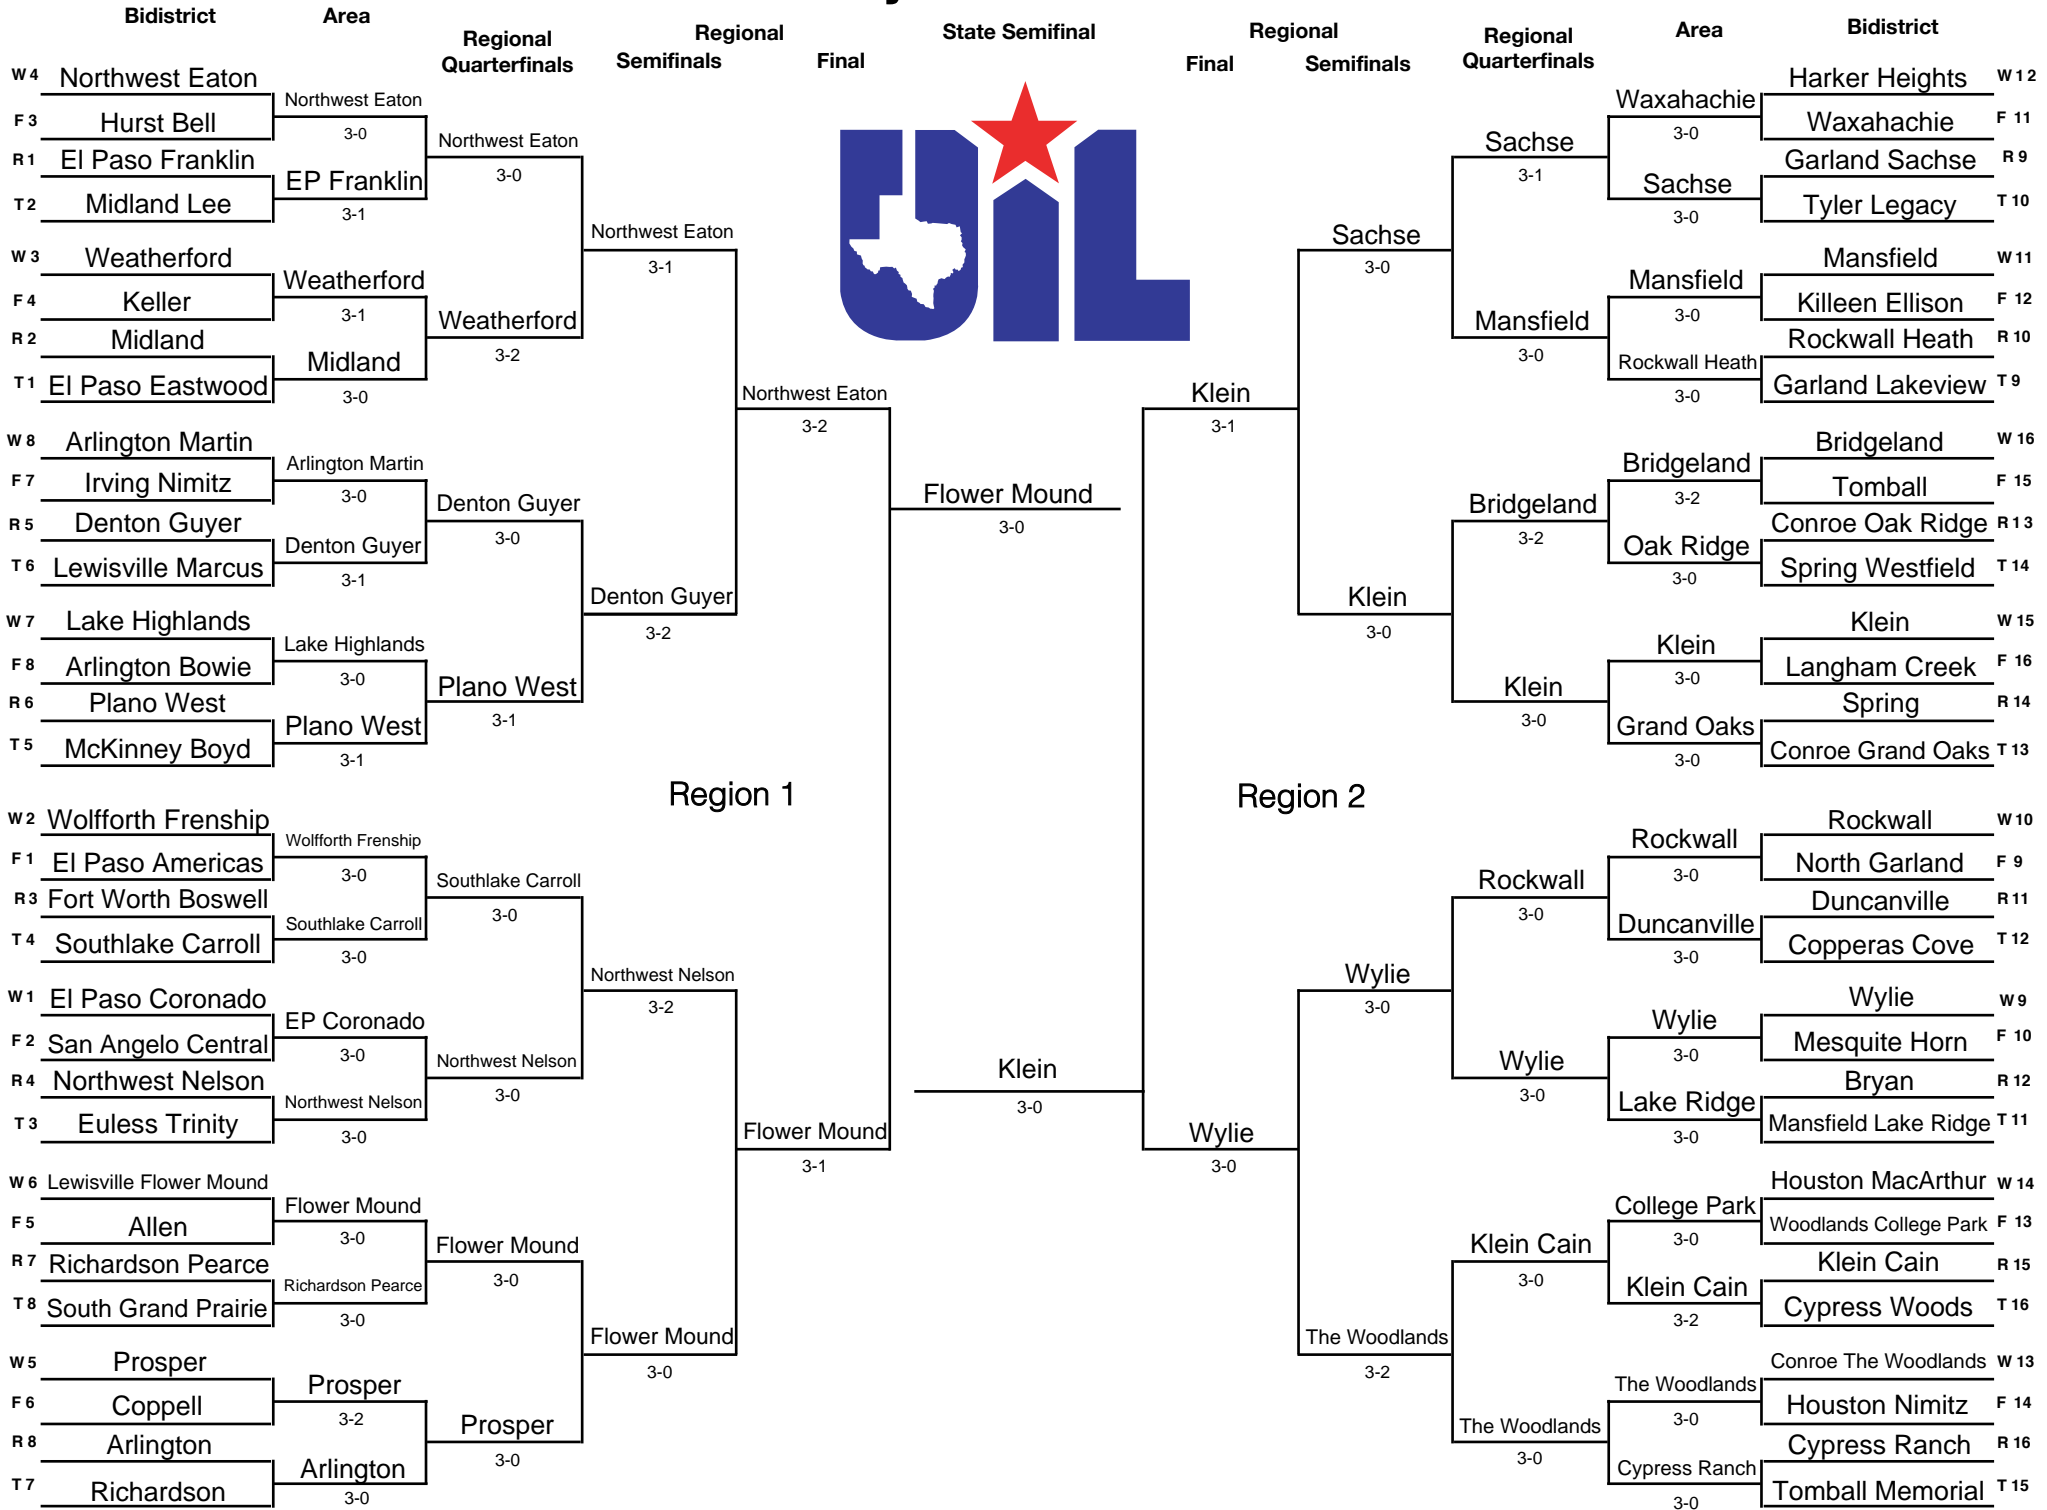 Bidistrict
Area
Regional
Quarterfinals
Regional
Semifinals
Final
State Semifinal
Regional
Final
Semifinals
Regional
Quarterfinals
Area
Bidistrict
W 4 Northwest Eaton
F 3 Hurst Bell
R 1 El Paso Franklin
T 2 Midland Lee
W 3 Weatherford
F 4 Keller
R 2 Midland
T 1 El Paso Eastwood
W 8 Arlington Martin
F 7 Irving Nimitz
R 5 Denton Guyer
T 6 Lewisville Marcus
W 7 Lake Highlands
F 8 Arlington Bowie
R 6 Plano West
T 5 McKinney Boyd
W 2 Wolfforth Frenship
F 1 El Paso Americas
R 3 Fort Worth Boswell
T 4 Southlake Carroll
W 1 El Paso Coronado
F 2 San Angelo Central
R 4 Northwest Nelson
T 3 Euless Trinity
W 6 Lewisville Flower Mound
F 5 Allen
R 7 Richardson Pearce
T 8 South Grand Prairie
W 5 Prosper
F 6 Coppell
R 8 Arlington
T 7 Richardson
Northwest Eaton
3-0
EP Franklin
3-1
Weatherford
3-1
Midland
3-0
Arlington Martin
3-0
Denton Guyer
3-1
Lake Highlands
3-0
Plano West
3-1
Wolfforth Frenship
3-0
Southlake Carroll
3-0
EP Coronado
3-0
Northwest Nelson
3-0
Flower Mound
3-0
Richardson Pearce
3-0
Prosper
3-2
Arlington
3-0
Northwest Eaton
3-0
Weatherford
3-2
Denton Guyer
3-0
Plano West
3-1
Southlake Carroll
3-0
Northwest Nelson
3-0
Flower Mound
3-0
Prosper
3-0
Northwest Eaton
3-1
Denton Guyer
3-2
Northwest Nelson
3-2
Flower Mound
3-0
Northwest Eaton
3-2
Flower Mound
3-1
Region 1
UIL
Flower Mound
3-0
Klein
3-0
Region 2
Klein
3-1
Wylie
3-0
Sachse
3-0
Klein
3-0
Wylie
3-0
The Woodlands
3-2
Sachse
3-1
Mansfield
3-0
Bridgeland
3-2
Klein
3-0
Rockwall
3-0
Wylie
3-0
Klein Cain
3-0
The Woodlands
3-0
Waxahachie
3-0
Sachse
3-0
Mansfield
3-0
Rockwall Heath
3-0
Bridgeland
3-2
Oak Ridge
3-0
Klein
3-0
Grand Oaks
3-0
Rockwall
3-0
Duncanville
3-0
Wylie
3-0
Lake Ridge
3-0
College Park
3-0
Klein Cain
3-2
The Woodlands
3-0
Cypress Ranch
3-0
Harker Heights W 12
Waxahachie F 11
Garland Sachse R 9
Tyler Legacy T 10
Mansfield W 11
Killeen Ellison F 12
Rockwall Heath R 10
Garland Lakeview T 9
Bridgeland W 16
Tomball F 15
Conroe Oak Ridge R 13
Spring Westfield T 14
Klein W 15
Langham Creek F 16
Spring R 14
Conroe Grand Oaks T 13
Rockwall W 10
North Garland F 9
Duncanville R 11
Copperas Cove T 12
Wylie W 9
Mesquite Horn F 10
Bryan R 12
Mansfield Lake Ridge T 11
Houston MacArthur W 14
Woodlands College Park F 13
Klein Cain R 15
Cypress Woods T 16
Conroe The Woodlands W 13
Houston Nimitz F 14
Cypress Ranch R 16
Tomball Memorial T 15